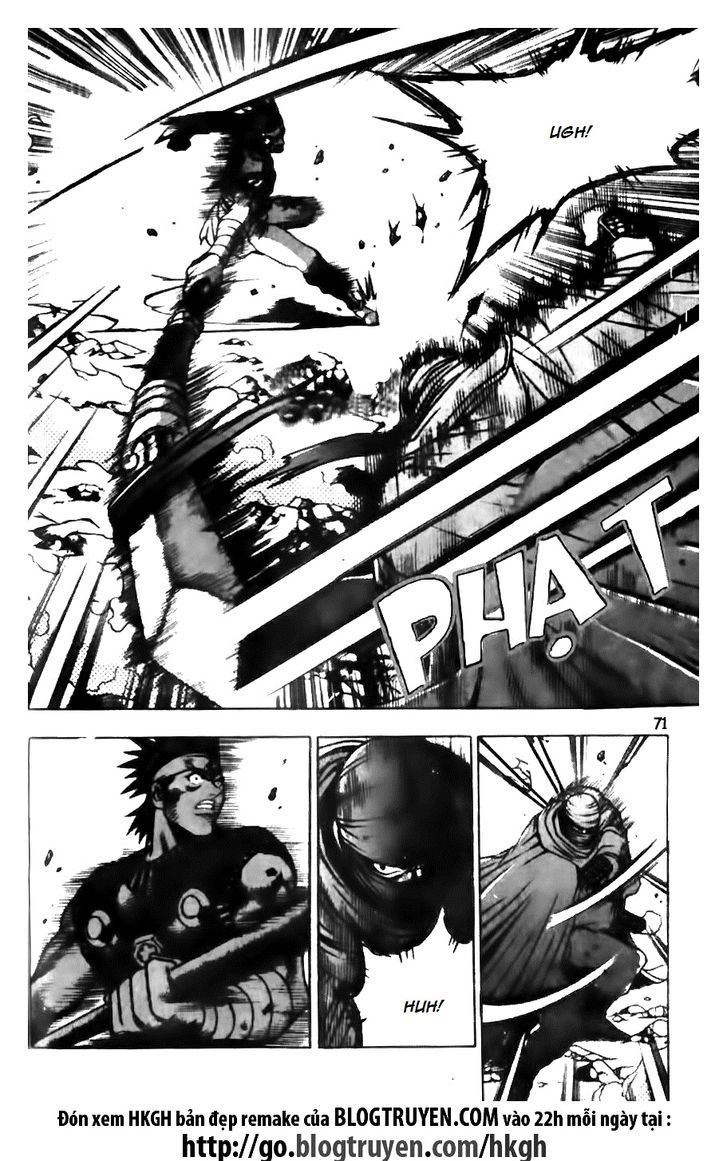 UGH!
PHẠT
71
HUH!
Đón xem HKGH bản đẹp remake của BLOGTRUYEN.COM vào 22h mỗi ngày tại :
http://go.blogtruyen.com/hkgh